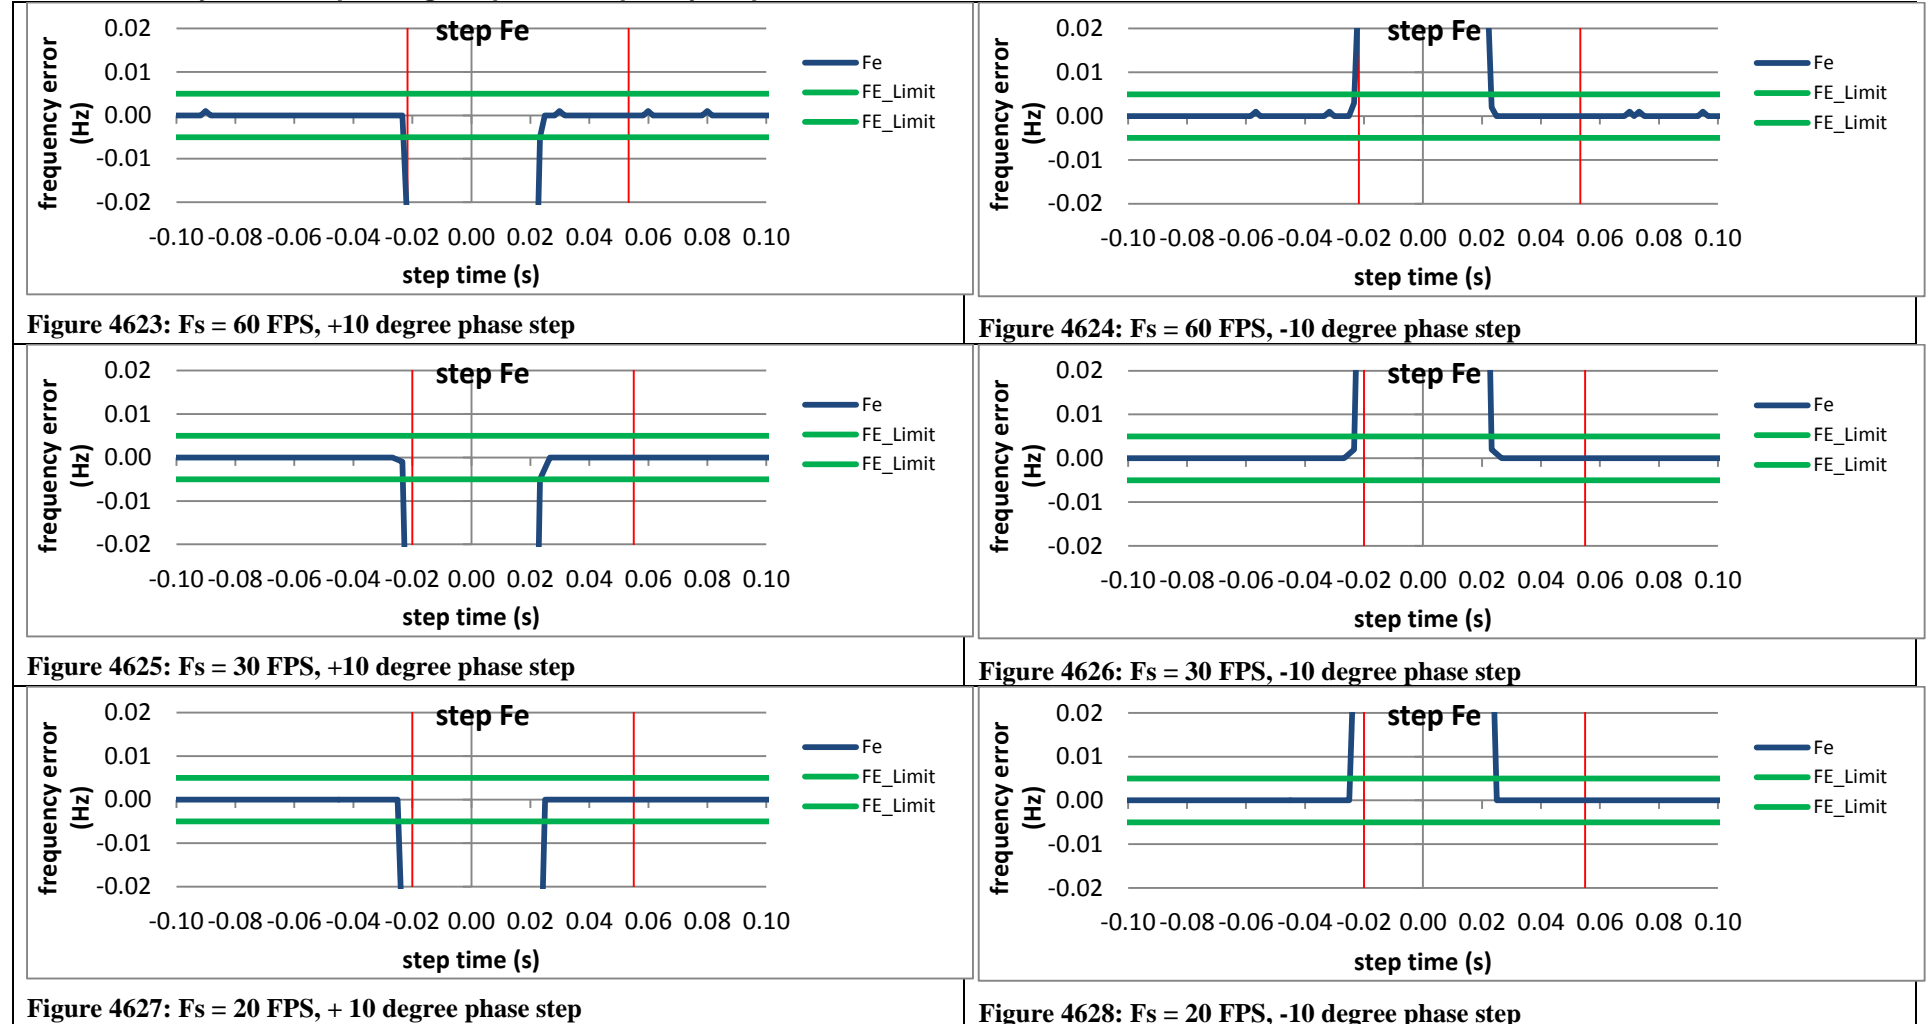 step Fe
0.02
0.01
0.00
-0.01
-0.02
frequency error
(Hz)
-0.10 -0.08 -0.06 -0.04 -0.02 0.00 0.02 0.04 0.06 0.08 0.10
step time (s)
Fe
FE_Limit
FE_Limit
Figure 4623: Fs = 60 FPS, +10 degree phase step
step Fe
0.02
0.01
0.00
-0.01
-0.02
frequency error
(Hz)
-0.10 -0.08 -0.06 -0.04 -0.02 0.00 0.02 0.04 0.06 0.08 0.10
step time (s)
Fe
FE_Limit
FE_Limit
Figure 4624: Fs = 60 FPS, -10 degree phase step
step Fe
0.02
0.01
0.00
-0.01
-0.02
frequency error
(Hz)
-0.10 -0.08 -0.06 -0.04 -0.02 0.00 0.02 0.04 0.06 0.08 0.10
step time (s)
Fe
FE_Limit
FE_Limit
Figure 4625: Fs = 30 FPS, +10 degree phase step
step Fe
0.02
0.01
0.00
-0.01
-0.02
frequency error
(Hz)
-0.10 -0.08 -0.06 -0.04 -0.02 0.00 0.02 0.04 0.06 0.08 0.10
step time (s)
Fe
FE_Limit
FE_Limit
Figure 4626: Fs = 30 FPS, -10 degree phase step
step Fe
0.02
0.01
0.00
-0.01
-0.02
frequency error
(Hz)
-0.10 -0.08 -0.06 -0.04 -0.02 0.00 0.02 0.04 0.06 0.08 0.10
step time (s)
Fe
FE_Limit
FE_Limit
Figure 4627: Fs = 20 FPS, + 10 degree phase step
step Fe
0.02
0.01
0.00
-0.01
-0.02
frequency error
(Hz)
-0.10 -0.08 -0.06 -0.04 -0.02 0.00 0.02 0.04 0.06 0.08 0.10
step time (s)
Fe
FE_Limit
FE_Limit
Figure 4628: Fs = 20 FPS, -10 degree phase step